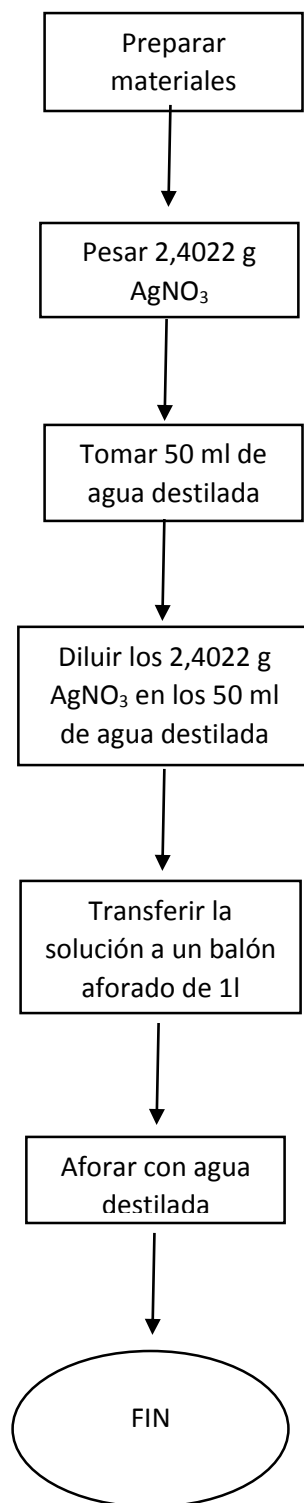 Preparar
materiales
Pesar 2,4022 g
AgNO₃
Tomar 50 ml de
agua destilada
Diluir los 2,4022 g
AgNO₃ en los 50 ml
de agua destilada
Transferir la
solución a un balón
aforado de 1l
Aforar con agua
destilada
FIN